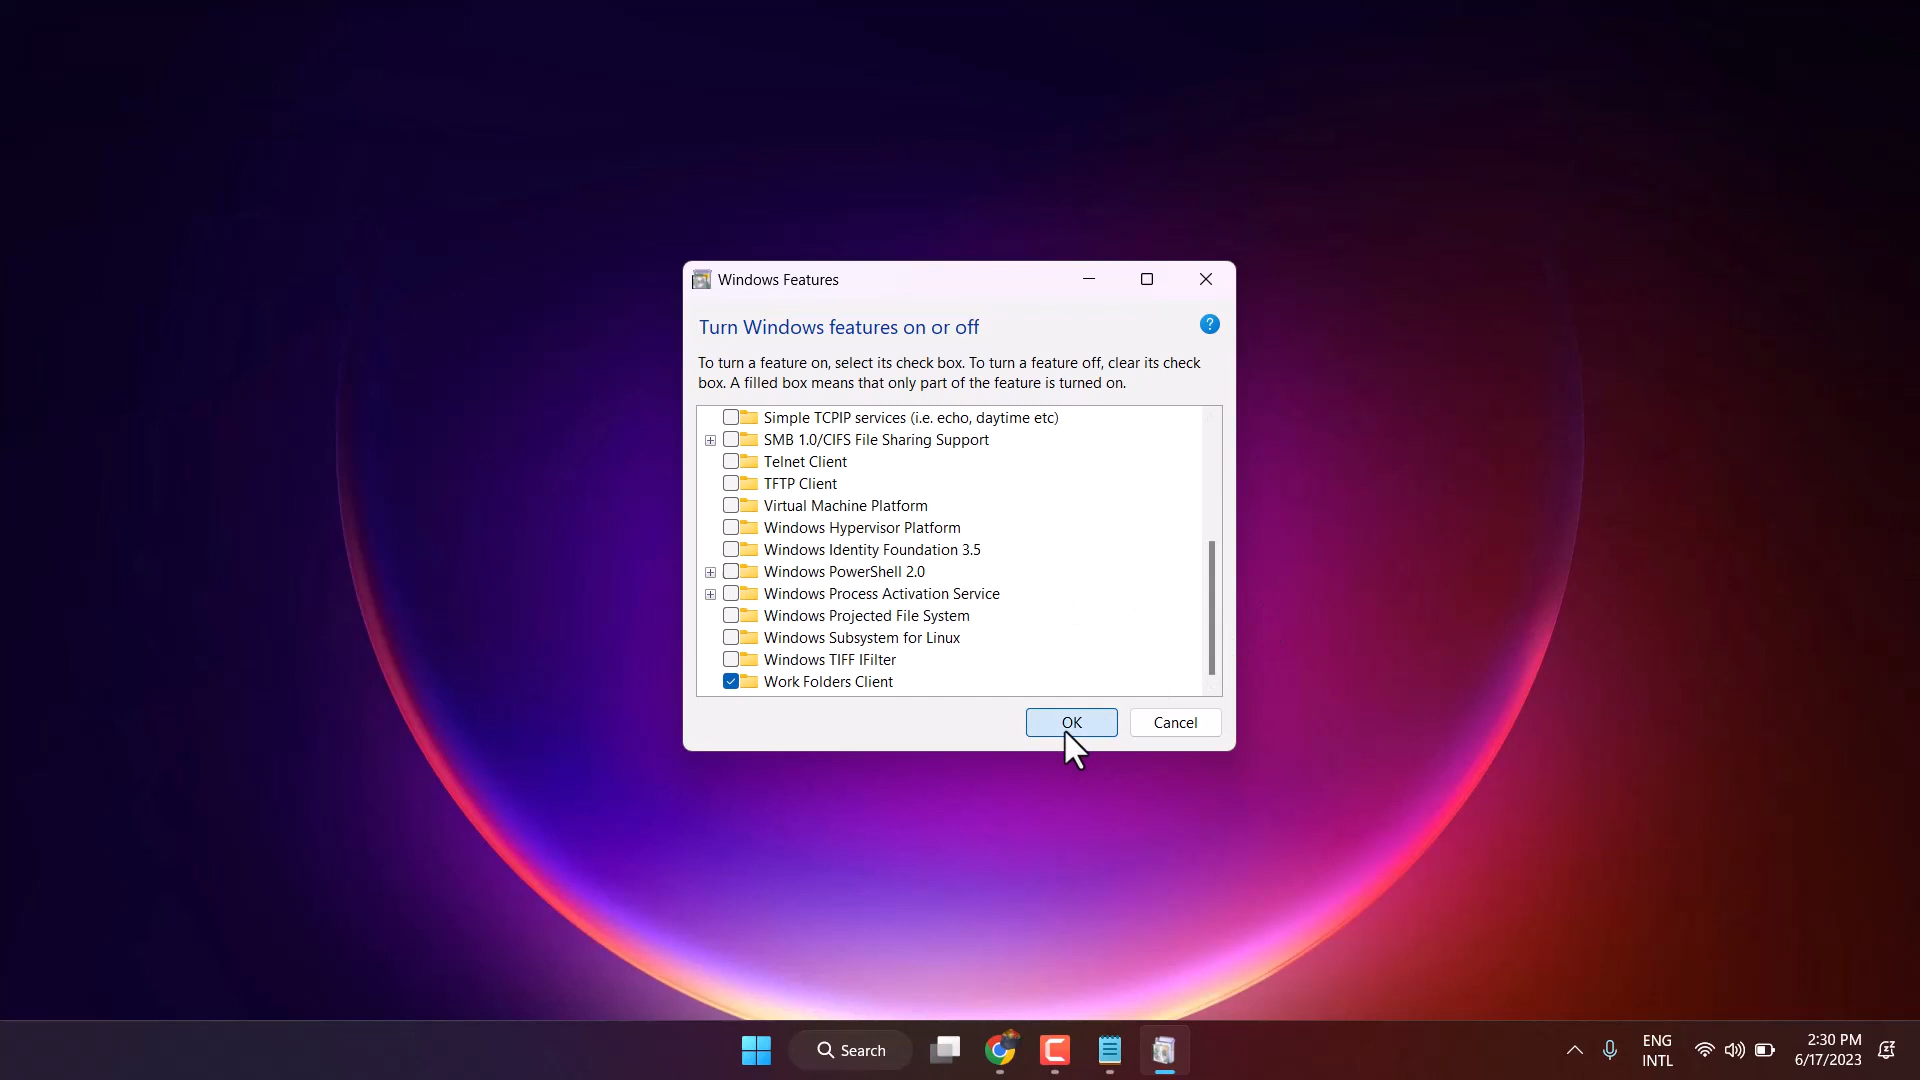 Windows Features
Turn Windows features on or off
?
To turn a feature on, select its check box. To turn a feature off, clear its check
box. A filled box means that only part of the feature is turned on.
Simple TCPIP services (i.e. echo, daytime etc)
SMB 1.0/CIFS File Sharing Support
Telnet Client
TFTP Client
Virtual Machine Platform
Windows Hypervisor Platform
Windows Identity Foundation 3.5
Windows PowerShell 2.0
Windows Process Activation Service
Windows Projected File System
Windows Subsystem for Linux
Windows TIFF IFilter
Work Folders Client
OK
Cancel
Search
ENG
INTL
2:30 PM
6/17/2023